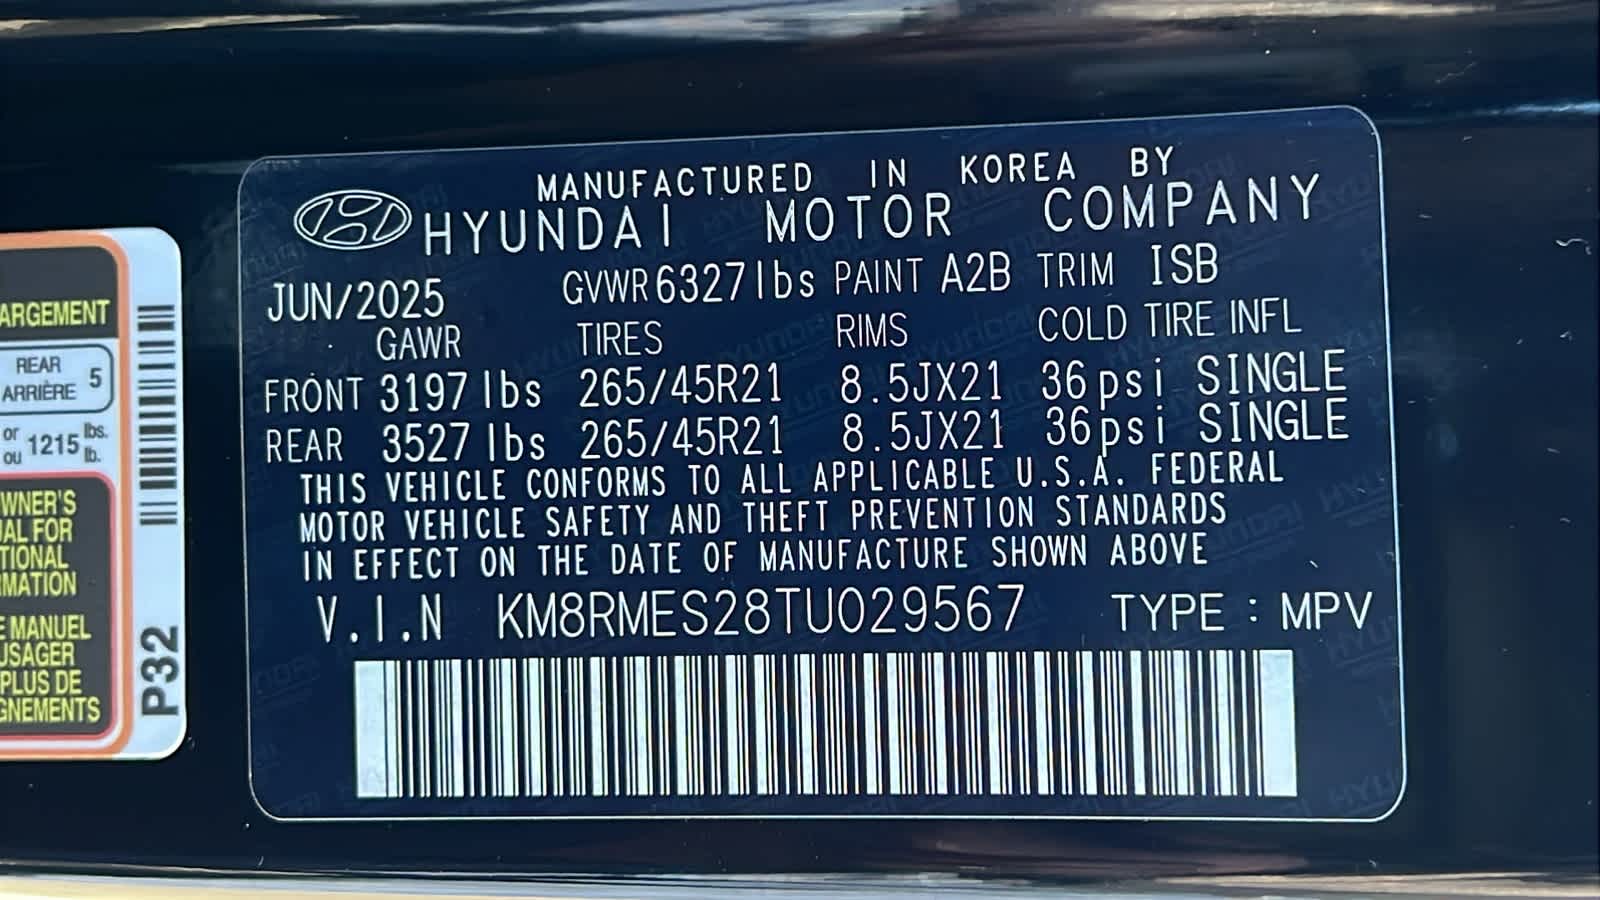 MANUFACTURED IN KOREA BY
HYUNDAI MOTOR COMPANY
JUN/2025 GVWR 6327lbs PAINT A2B TRIM ISB
GAWR TIRES RIMS COLD TIRE INFL
FRONT 3197 lbs 265/45R21 8.5JX21 36psi SINGLE
REAR 3527 lbs 265/45R21 8.5JX21 36psi SINGLE
THIS VEHICLE CONFORMS TO ALL APPLICABLE U.S.A. FEDERAL
MOTOR VEHICLE SAFETY AND THEFT PREVENTION STANDARDS
IN EFFECT ON THE DATE OF MANUFACTURE SHOWN ABOVE
V.I.N KM8RMES28TU029567 TYPE : MPV
ARGEMENT
REAR
ARRIÈRE 5
or
ou 1215 lbs.
lb.
OWNER'S
UAL FOR
TIONAL
RMATION
E MANUEL
USAGER
PLUS DE
GNEMENTS
P32